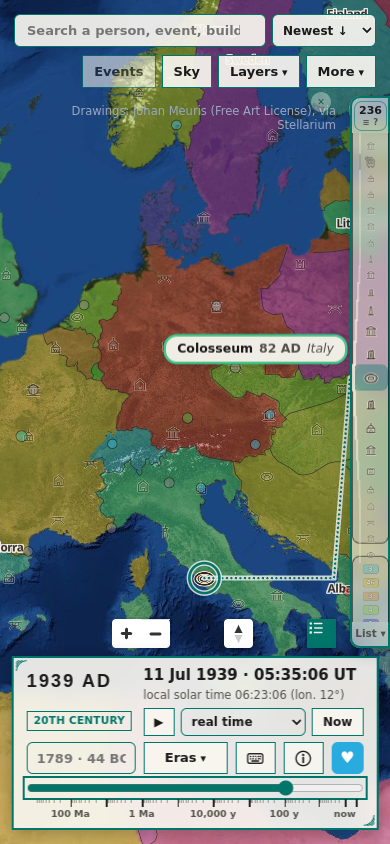 Finland
Search a person, event, build
Newest ↓
Events
Sky
Layers ▾
More ▾
Drawings: Johan Meuris (Free Art License), via
Stellarium
×
236
≡ ?
Colosseum 82 AD Italy
orra
Alba
+ −
List ▾
1939 AD
11 Jul 1939 · 05:35:06 UT
local solar time 06:23:06 (lon. 12°)
20TH CENTURY
▶
real time
Now
1789 · 44 BC
Eras ▾
100 Ma
1 Ma
10,000 y
100 y
now